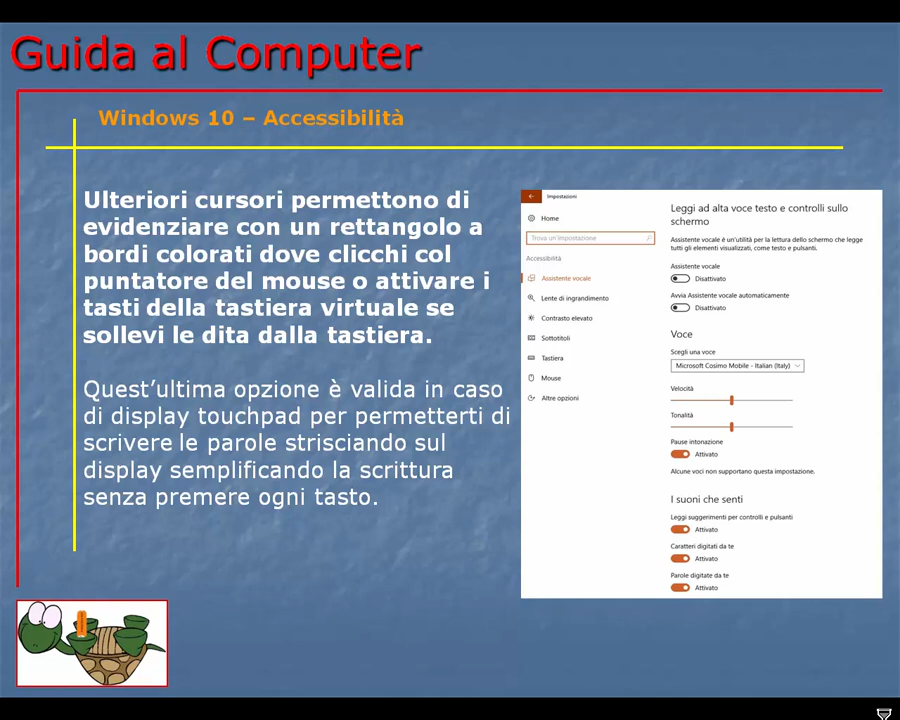 Guida al Computer
Windows 10 – Accessibilità
Ulteriori cursori permettono di
evidenziare con un rettangolo a
bordi colorati dove clicchi col
puntatore del mouse o attivare i
tasti della tastiera virtuale se
sollevi le dita dalla tastiera.
Quest'ultima opzione è valida in caso
di display touchpad per permetterti di
scrivere le parole strisciando sul
display semplificando la scrittura
senza premere ogni tasto.
Impostazioni
Home
Trova un'impostazione
Accessibilità
Assistente vocale
Lente di ingrandimento
Contrasto elevato
Sottotitoli
Tastiera
Mouse
Altre opzioni
Leggi ad alta voce testo e controlli sullo
schermo
Assistente vocale è un'utilità per la lettura dello schermo che legge
tutti gli elementi visualizzati, come testo e pulsanti.
Assistente vocale
Disattivato
Avvia Assistente vocale automaticamente
Disattivato
Voce
Scegli una voce
Microsoft Cosimo Mobile - Italian (Italy)
Velocità
Tonalità
Pause intonazione
Attivato
Alcune voci non supportano questa impostazione.
I suoni che senti
Leggi suggerimenti per controlli e pulsanti
Attivato
Caratteri digitati da te
Attivato
Parole digitate da te
Attivato